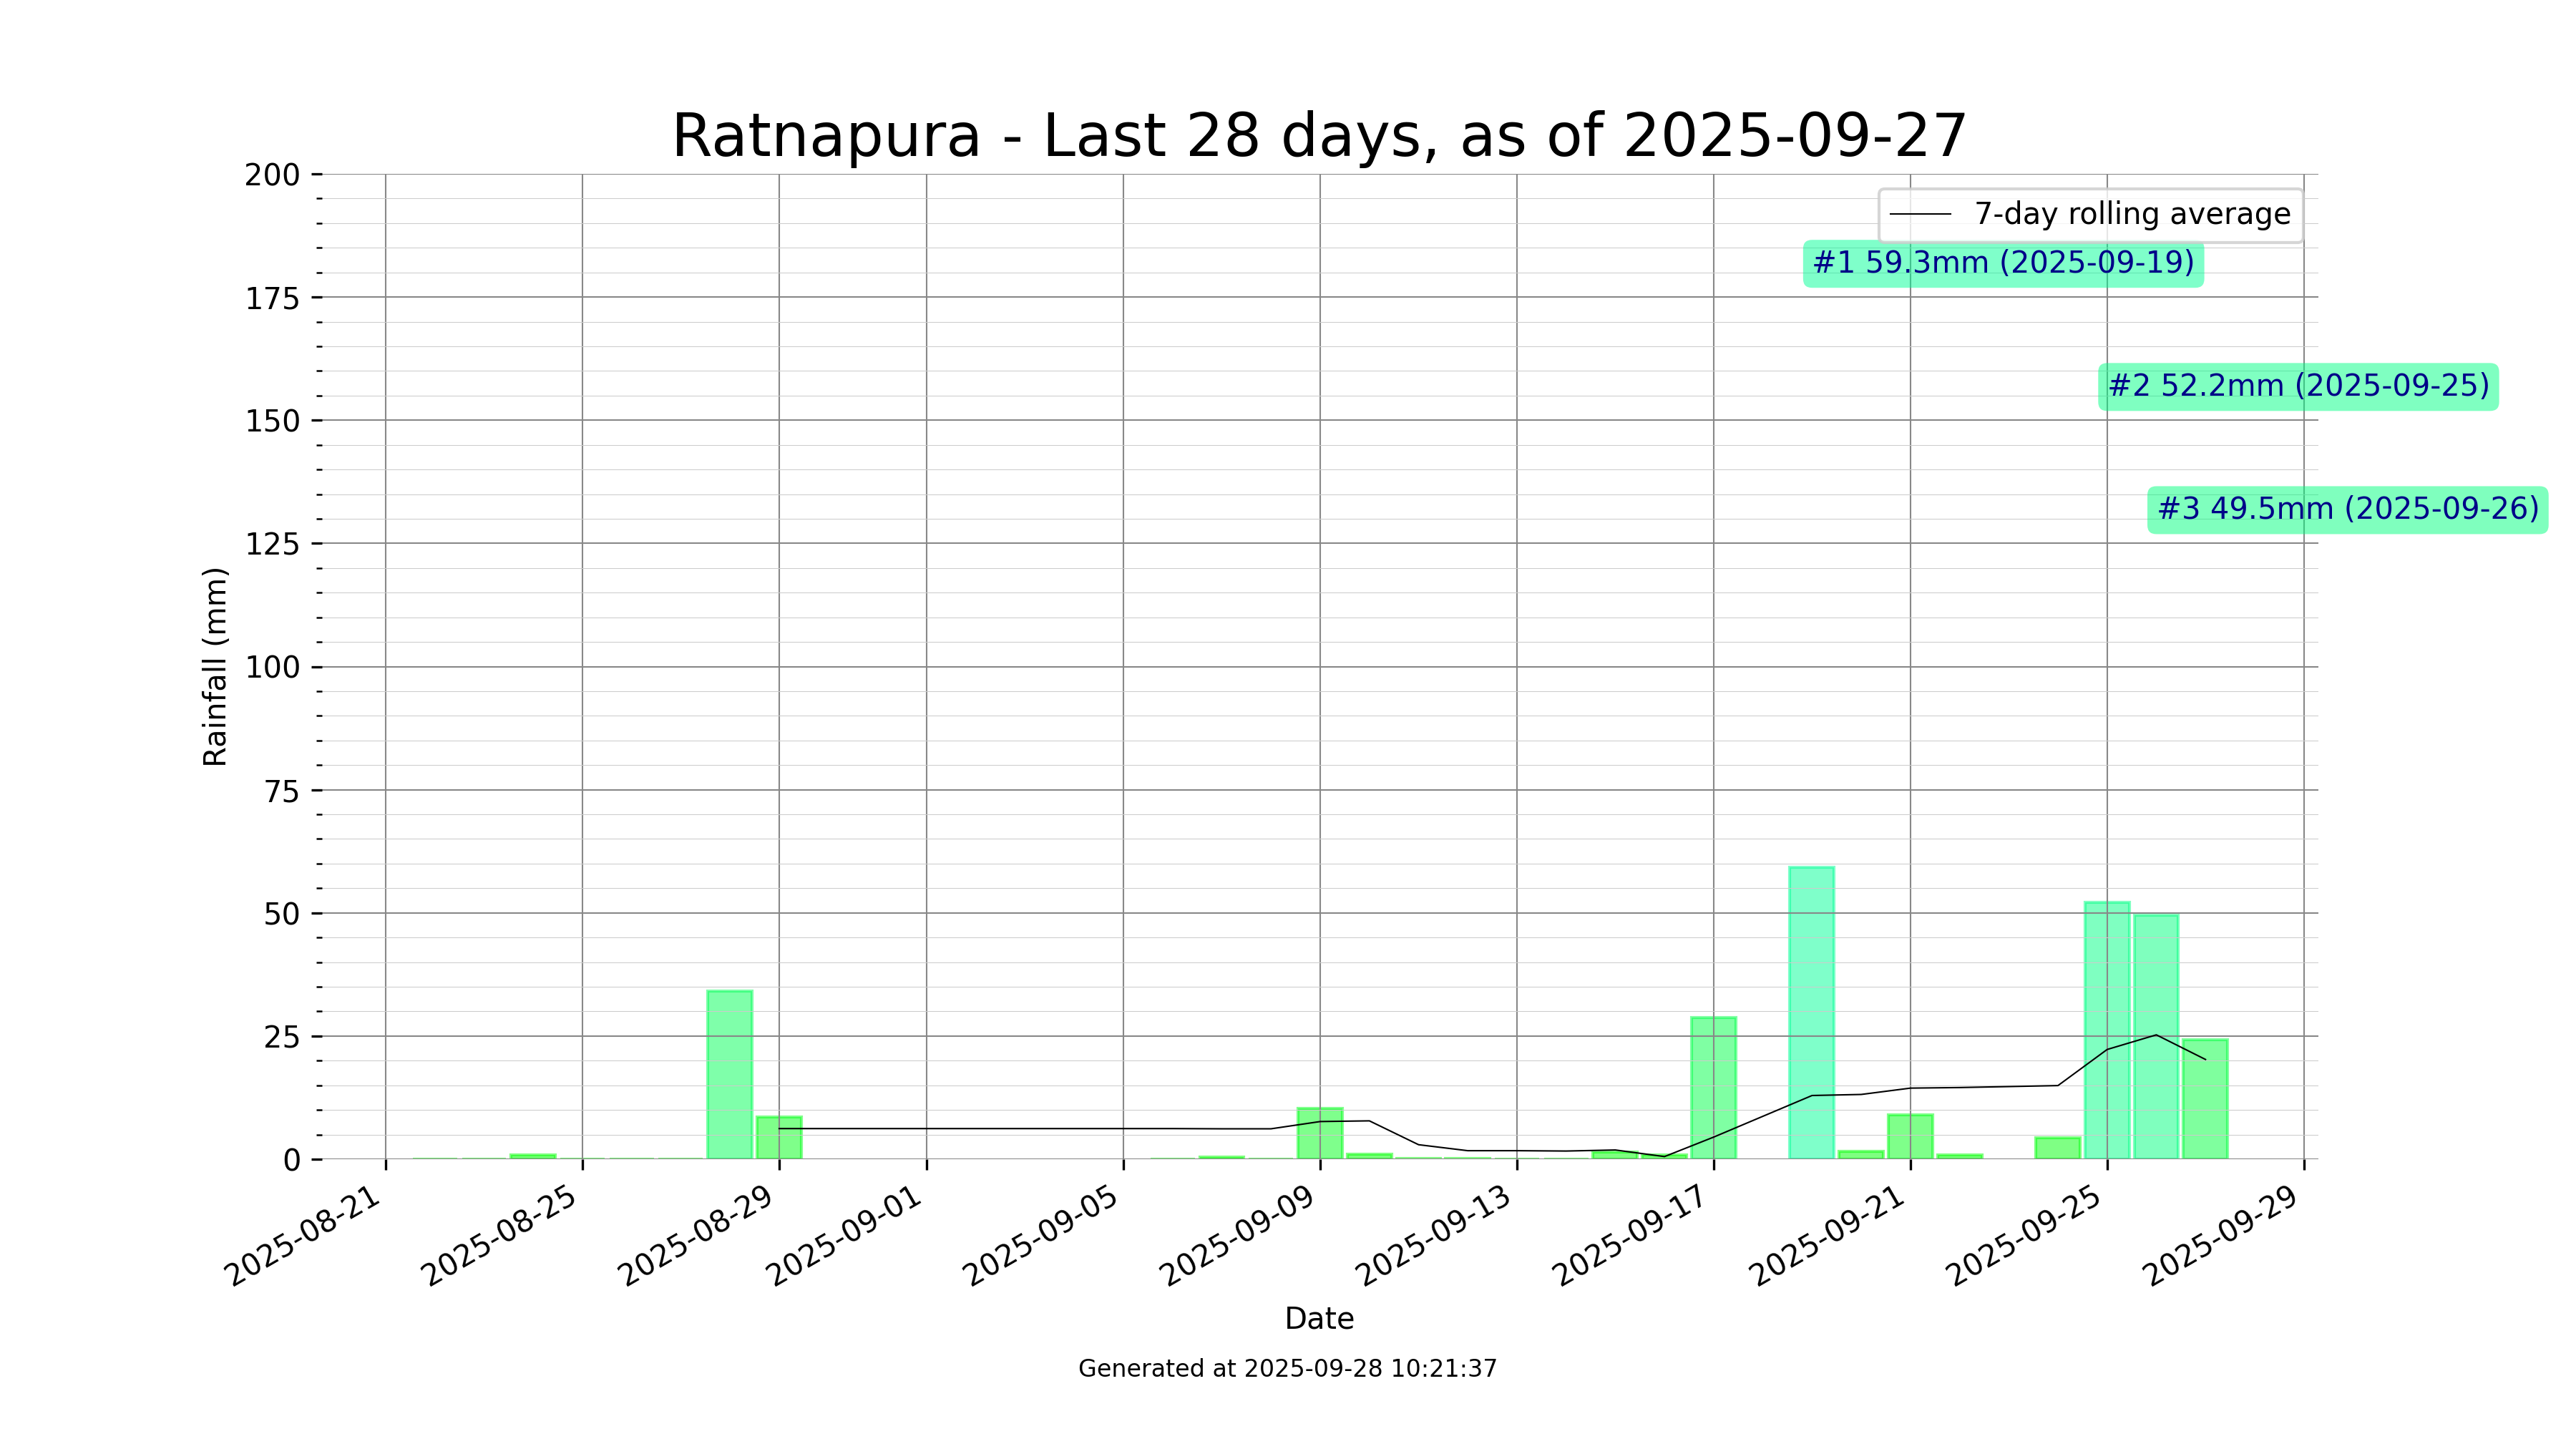 Ratnapura - Last 28 days, as of 2025-09-27
7-day rolling average
#1 59.3mm (2025-09-19)
#2 52.2mm (2025-09-25)
#3 49.5mm (2025-09-26)
Rainfall (mm)
200
175
150
125
100
75
50
25
0
2025-08-21
2025-08-25
2025-08-29
2025-09-01
2025-09-05
2025-09-09
2025-09-13
2025-09-17
2025-09-21
2025-09-25
2025-09-29
Date
Generated at 2025-09-28 10:21:37